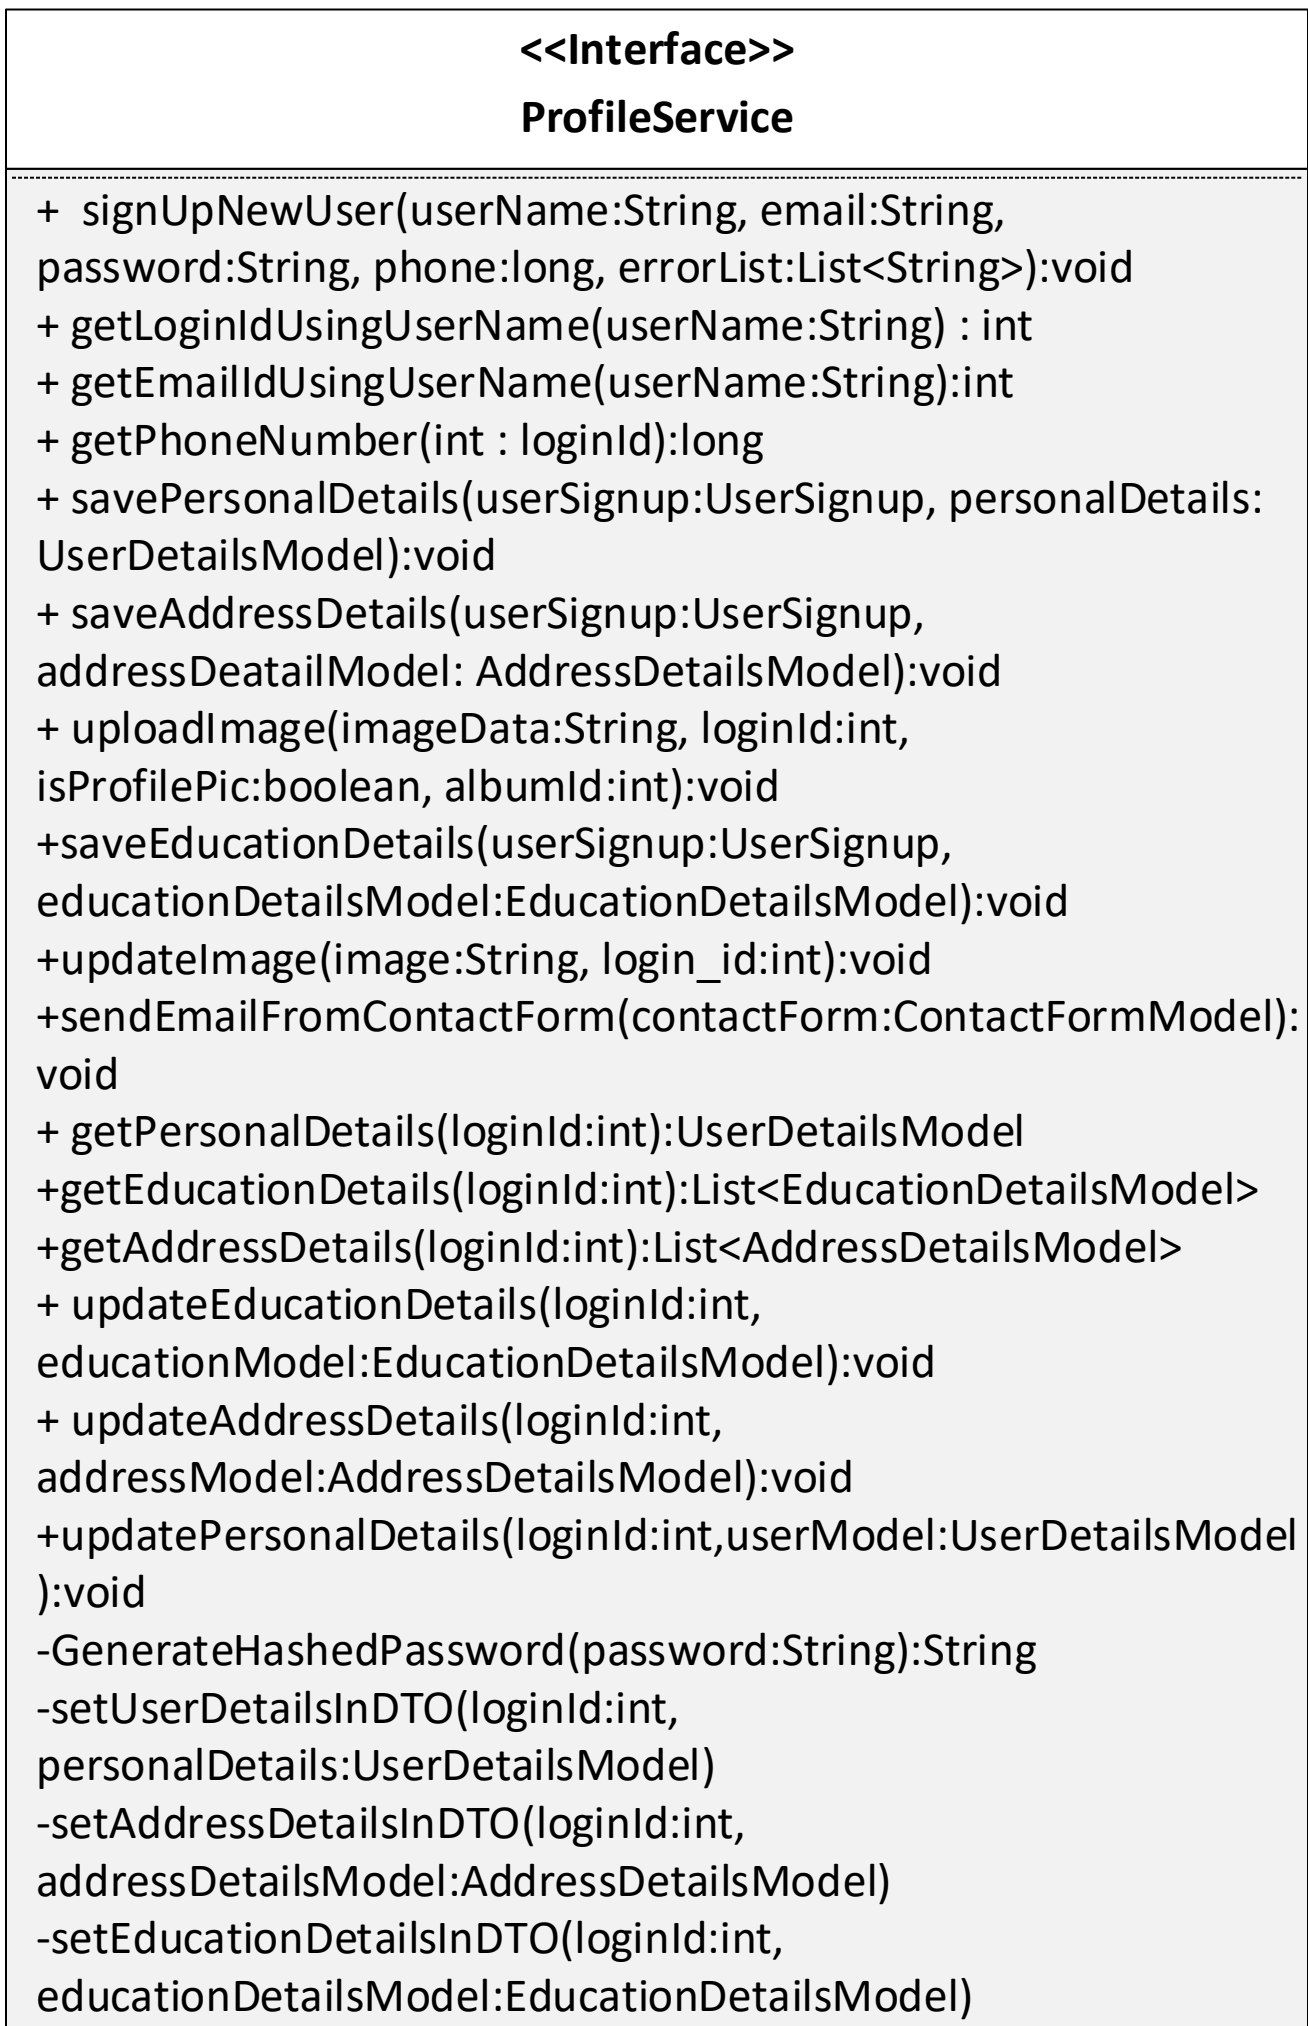 <<Interface>>
ProfileService
+  signUpNewUser(userName:String, email:String,
password:String, phone:long, errorList:List<String>):void
+ getLoginIdUsingUserName(userName:String) : int
+ getEmailIdUsingUserName(userName:String):int
+ getPhoneNumber(int : loginId):long
+ savePersonalDetails(userSignup:UserSignup, personalDetails:
UserDetailsModel):void
+ saveAddressDetails(userSignup:UserSignup,
addressDeatailModel: AddressDetailsModel):void
+ uploadImage(imageData:String, loginId:int,
isProfilePic:boolean, albumId:int):void
+saveEducationDetails(userSignup:UserSignup,
educationDetailsModel:EducationDetailsModel):void
+updateImage(image:String, login_id:int):void
+sendEmailFromContactForm(contactForm:ContactFormModel):
void
+ getPersonalDetails(loginId:int):UserDetailsModel
+getEducationDetails(loginId:int):List<EducationDetailsModel>
+getAddressDetails(loginId:int):List<AddressDetailsModel>
+ updateEducationDetails(loginId:int,
educationModel:EducationDetailsModel):void
+ updateAddressDetails(loginId:int,
addressModel:AddressDetailsModel):void
+updatePersonalDetails(loginId:int,userModel:UserDetailsModel
):void
-GenerateHashedPassword(password:String):String
-setUserDetailsInDTO(loginId:int,
personalDetails:UserDetailsModel)
-setAddressDetailsInDTO(loginId:int,
addressDetailsModel:AddressDetailsModel)
-setEducationDetailsInDTO(loginId:int,
educationDetailsModel:EducationDetailsModel)